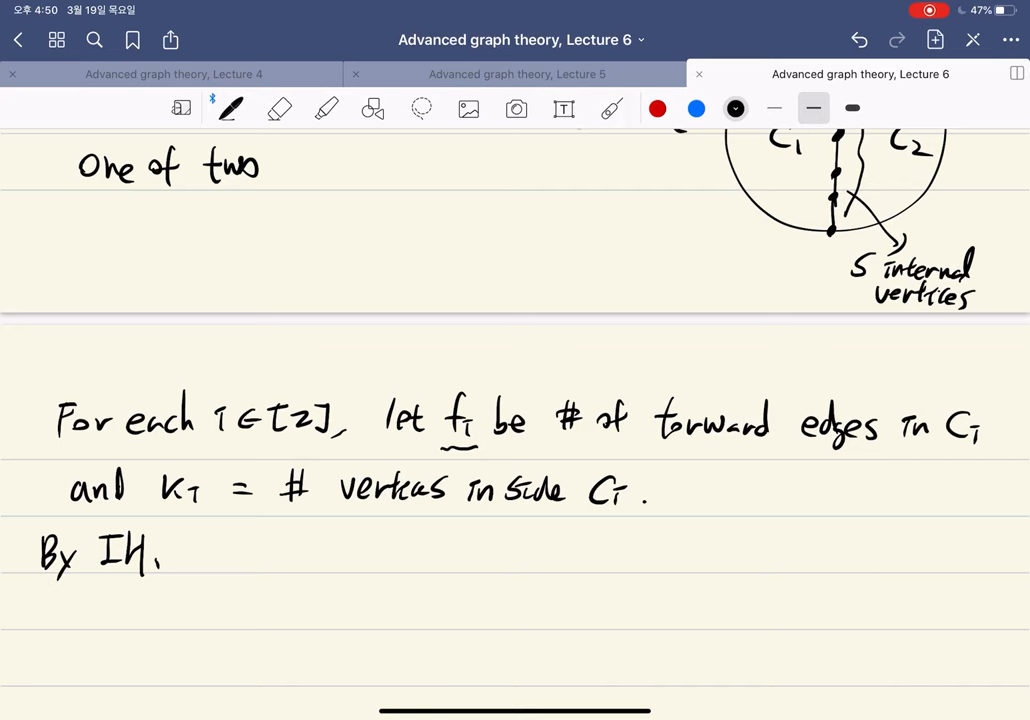 오후 4:50 3월 19일 목요일
47%
Advanced graph theory, Lecture 6
Advanced graph theory, Lecture 4
Advanced graph theory, Lecture 5
Advanced graph theory, Lecture 6
C₁ C₂
One of two
5 internal
vertices
For each i∈[2], let fᵢ be # of forward edges in Cᵢ
and kᵢ = # vertices inside Cᵢ.
By IH,